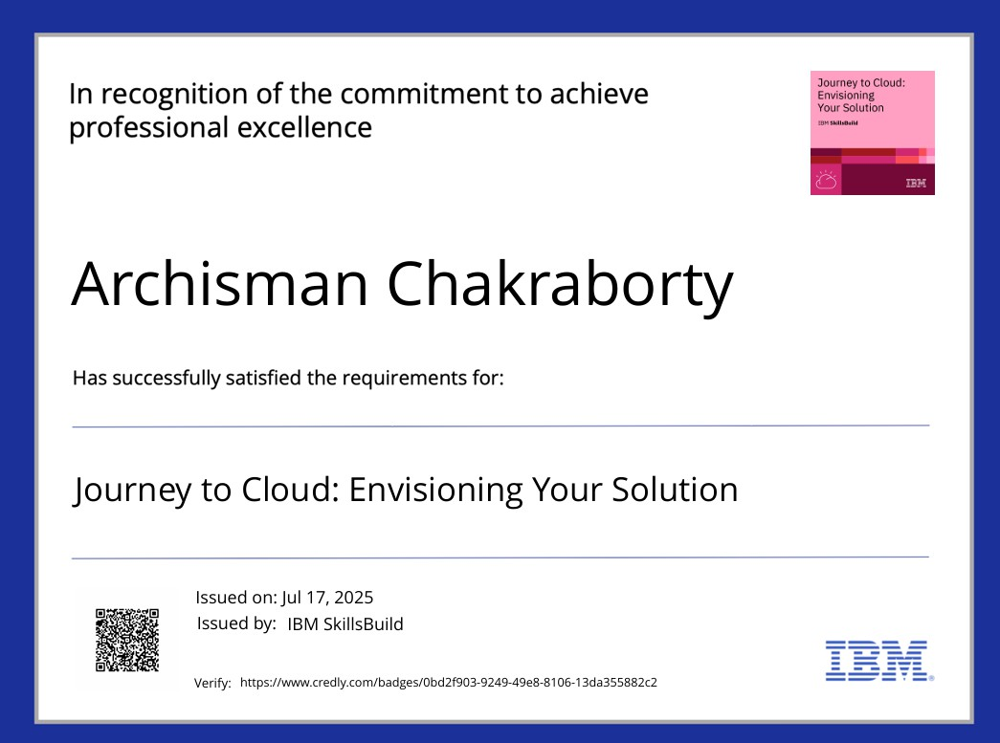 In recognition of the commitment to achieve
professional excellence
Journey to Cloud:
Envisioning
Your Solution
IBM SkillsBuild
IBM
Archisman Chakraborty
Has successfully satisfied the requirements for:
Journey to Cloud: Envisioning Your Solution
Issued on: Jul 17, 2025
Issued by: IBM SkillsBuild
Verify: https://www.credly.com/badges/0bd2f903-9249-49e8-8106-13da355882c2
IBM®